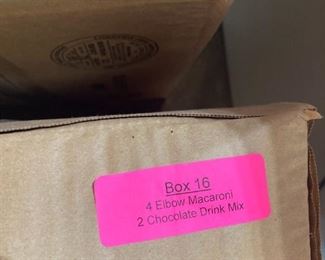 Box 16
4 Elbow Macaroni
2 Chocolate Drink Mix